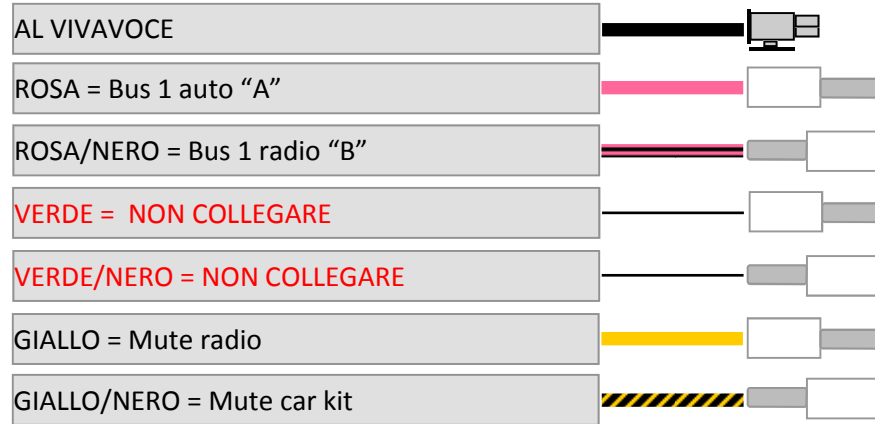 AL VIVAVOCE
ROSA = Bus 1 auto “A”
ROSA/NERO = Bus 1 radio “B”
VERDE =  NON COLLEGARE
VERDE/NERO = NON COLLEGARE
GIALLO = Mute radio
GIALLO/NERO = Mute car kit